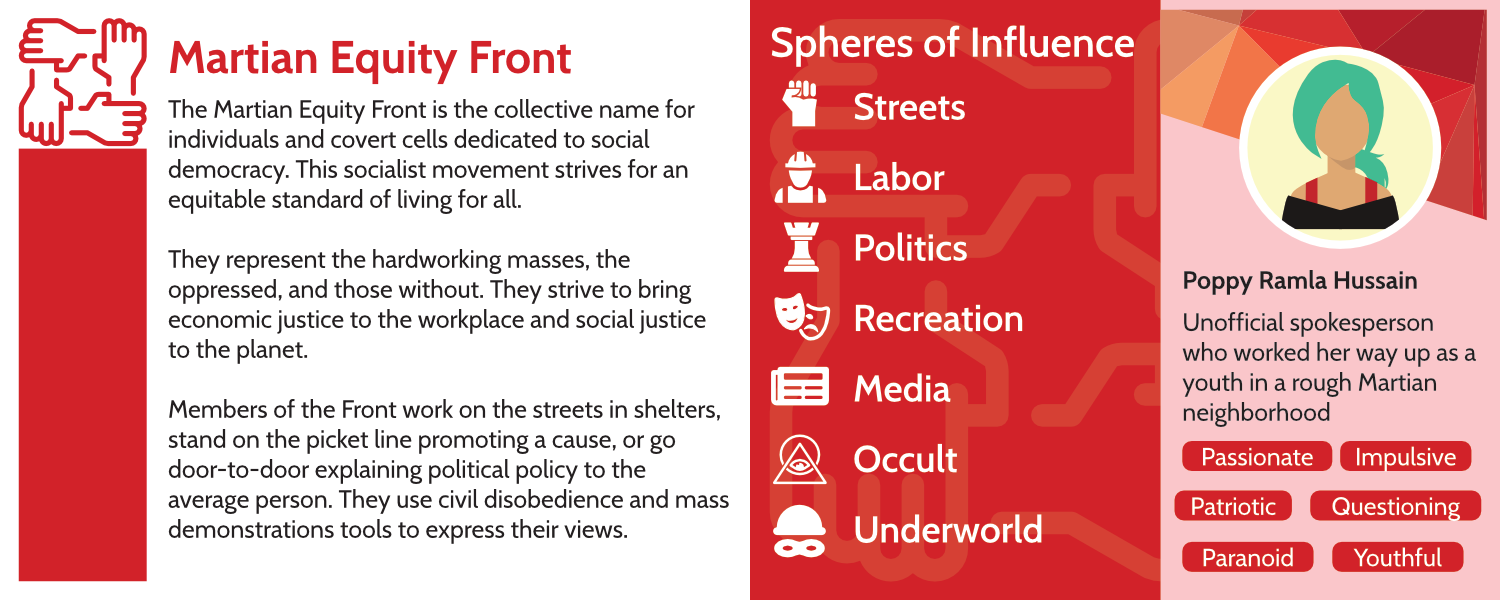 Martian Equity Front
The Martian Equity Front is the collective name for
individuals and covert cells dedicated to social
democracy. This socialist movement strives for an
equitable standard of living for all.
They represent the hardworking masses, the
oppressed, and those without. They strive to bring
economic justice to the workplace and social justice
to the planet.
Members of the Front work on the streets in shelters,
stand on the picket line promoting a cause, or go
door-to-door explaining political policy to the
average person. They use civil disobedience and mass
demonstrations tools to express their views.
Spheres of Influence
Streets
Labor
Politics
Recreation
Media
Occult
Underworld
Poppy Ramla Hussain
Unofficial spokesperson
who worked her way up as a
youth in a rough Martian
neighborhood
Passionate Impulsive
Patriotic Questioning
Paranoid Youthful